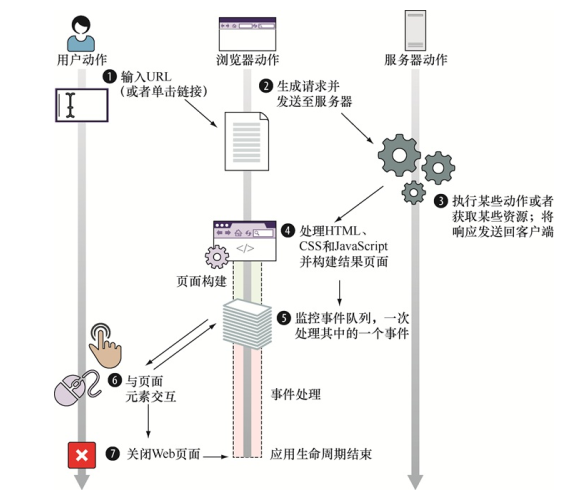 用户动作
浏览器动作
服务器动作
❶ 输入URL
（或者单击链接）
❷ 生成请求并
发送至服务器
❸ 执行某些动作或者
获取某些资源；将
响应发送回客户端
❹ 处理HTML、
CSS和JavaScript
并构建结果页面
</>
页面构建
❺ 监控事件队列，一次
处理其中的一个事件
❻ 与页面
元素交互
事件处理
❼ 关闭Web页面
应用生命周期结束